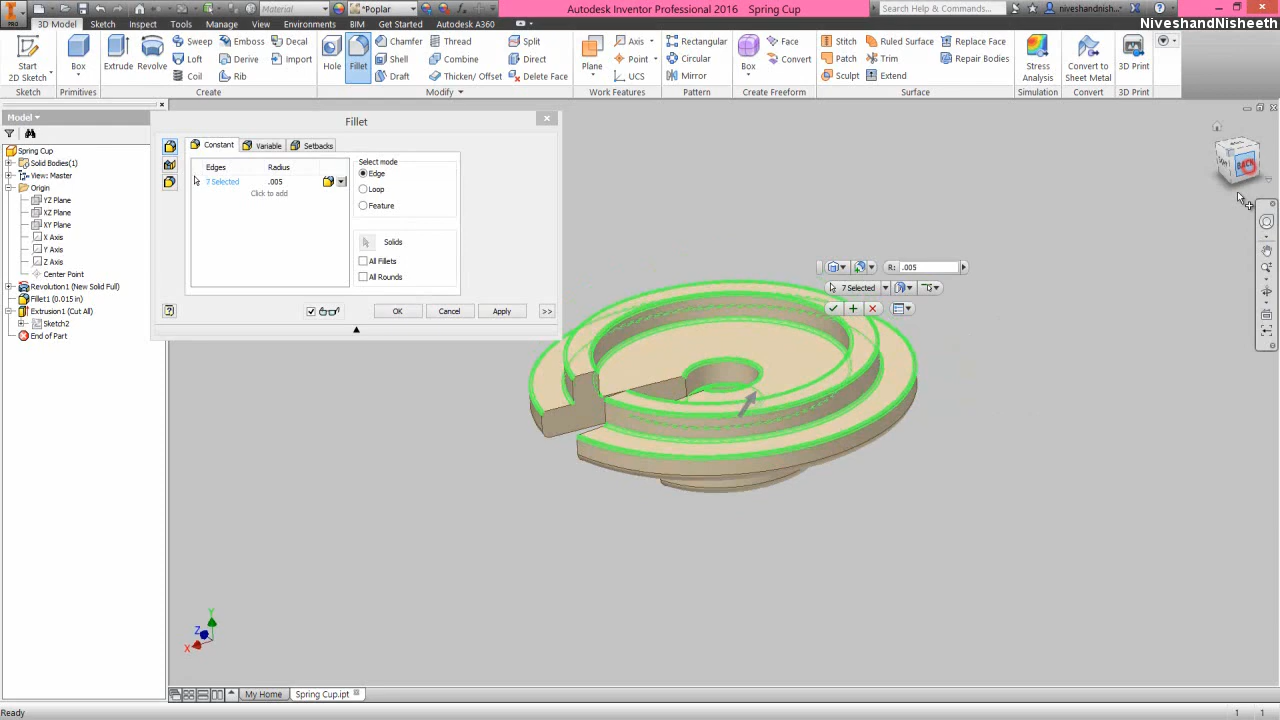 PRO
Material
*Poplar
Autodesk Inventor Professional 2016 Spring Cup
Search Help & Commands...
niveshandnish...
NiveshandNisheeth
3D Model
Sketch
Inspect
Tools
Manage
View
Environments
BIM
Get Started
Autodesk A360
Start
2D Sketch
Sketch
Box
Primitives
Extrude
Revolve
Sweep
Loft
Coil
Emboss
Derive
Rib
Decal
Import
Create
Hole
Fillet
Chamfer
Shell
Draft
Thread
Combine
Thicken/ Offset
Split
Direct
Delete Face
Modify
Plane
Axis
Point
UCS
Work Features
Rectangular
Circular
Mirror
Pattern
Box
Face
Convert
Create Freeform
Stitch
Patch
Sculpt
Ruled Surface
Trim
Extend
Replace Face
Repair Bodies
Surface
Stress
Analysis
Simulation
Convert to
Sheet Metal
Convert
3D Print
3D Print
Model
Spring Cup
Solid Bodies(1)
View: Master
Origin
YZ Plane
XZ Plane
XY Plane
X Axis
Y Axis
Z Axis
Center Point
Revolution1 (New Solid Full)
Fillet1 (0.015 in)
Extrusion1 (Cut All)
Sketch2
End of Part
Fillet
Constant
Variable
Setbacks
Edges
Radius
7 Selected
.005
Click to add
Select mode
Edge
Loop
Feature
Solids
All Fillets
All Rounds
OK
Cancel
Apply
>>
R: .005
7 Selected
BACK
Y
Z
X
My Home
Spring Cup.ipt
Ready
1
1